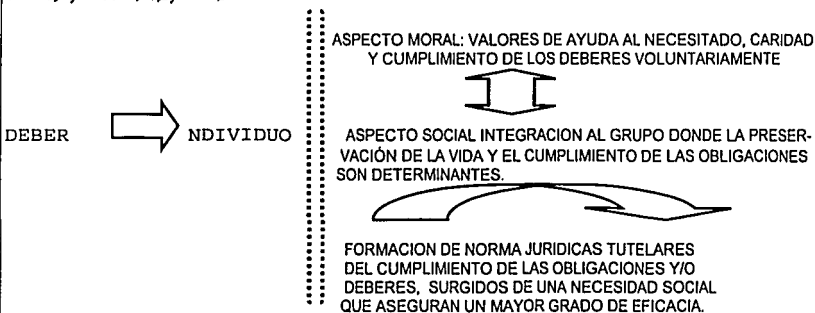 ASPECTO MORAL: VALORES DE AYUDA AL NECESITADO, CARIDAD
Y CUMPLIMIENTO DE LOS DEBERES VOLUNTARIAMENTE
DEBER
NDIVIDUO
ASPECTO SOCIAL INTEGRACION AL GRUPO DONDE LA PRESER-
VACIÓN DE LA VIDA Y EL CUMPLIMIENTO DE LAS OBLIGACIONES
SON DETERMINANTES.
FORMACION DE NORMA JURIDICAS TUTELARES
DEL CUMPLIMIENTO DE LAS OBLIGACIONES Y/O
DEBERES, SURGIDOS DE UNA NECESIDAD SOCIAL
QUE ASEGURAN UN MAYOR GRADO DE EFICACIA.